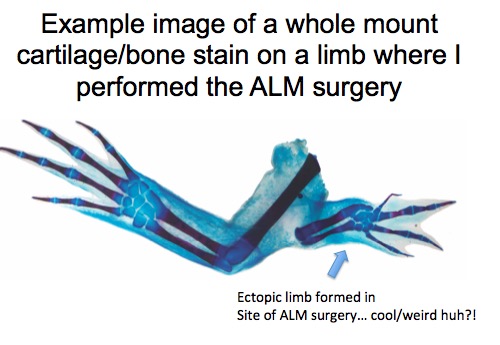 Example image of a whole mount
cartilage/bone stain on a limb where I
performed the ALM surgery
Ectopic limb formed in
Site of ALM surgery... cool/weird huh?!